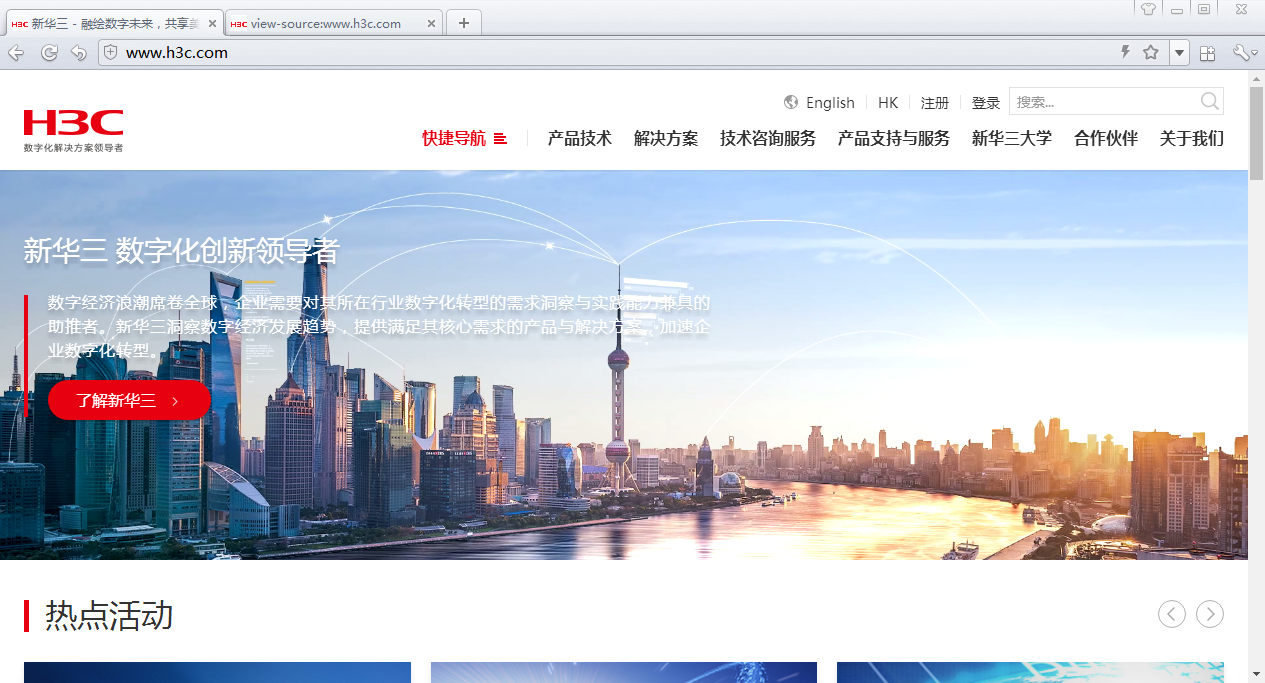 H3C 新华三 - 融绘数字未来，共享美
H3C view-source:www.h3c.com
www.h3c.com
English
HK
注册
登录
搜索...
H3C
数字化解决方案领导者
快捷导航
产品技术
解决方案
技术咨询服务
产品支持与服务
新华三大学
合作伙伴
关于我们
新华三 数字化创新领导者
数字经济浪潮席卷全球，企业需要对其所在行业数字化转型的需求洞察与实践能力兼具的
助推者。新华三洞察数字经济发展趋势，提供满足其核心需求的产品与解决方案，加速企
业数字化转型。
了解新华三
热点活动